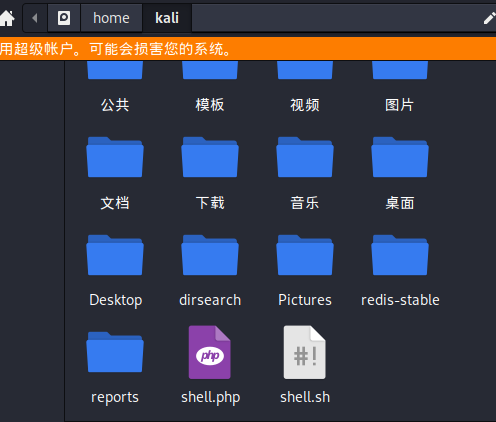 home kali
用超级帐户。可能会损害您的系统。
公共 模板 视频 图片
文档 下载 音乐 桌面
Desktop dirsearch Pictures redis-stable
php #!
reports shell.php shell.sh